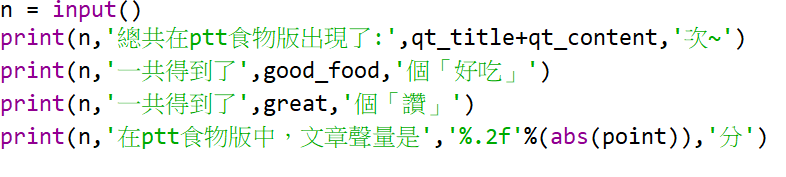 n = input()
print(n,'總共在ptt食物版出現了:',qt_title+qt_content,'次~')
print(n,'一共得到了',good_food,'個「好吃」')
print(n,'一共得到了',great,'個「讚」')
print(n,'在ptt食物版中，文章聲量是','%.2f'%(abs(point)),'分')